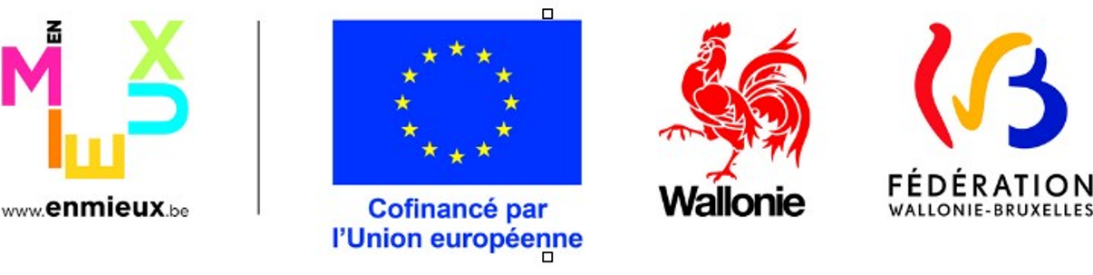 EN
MIEUX
www.enmieux.be
Cofinancé par
l'Union européenne
Wallonie
FÉDÉRATION
WALLONIE-BRUXELLES